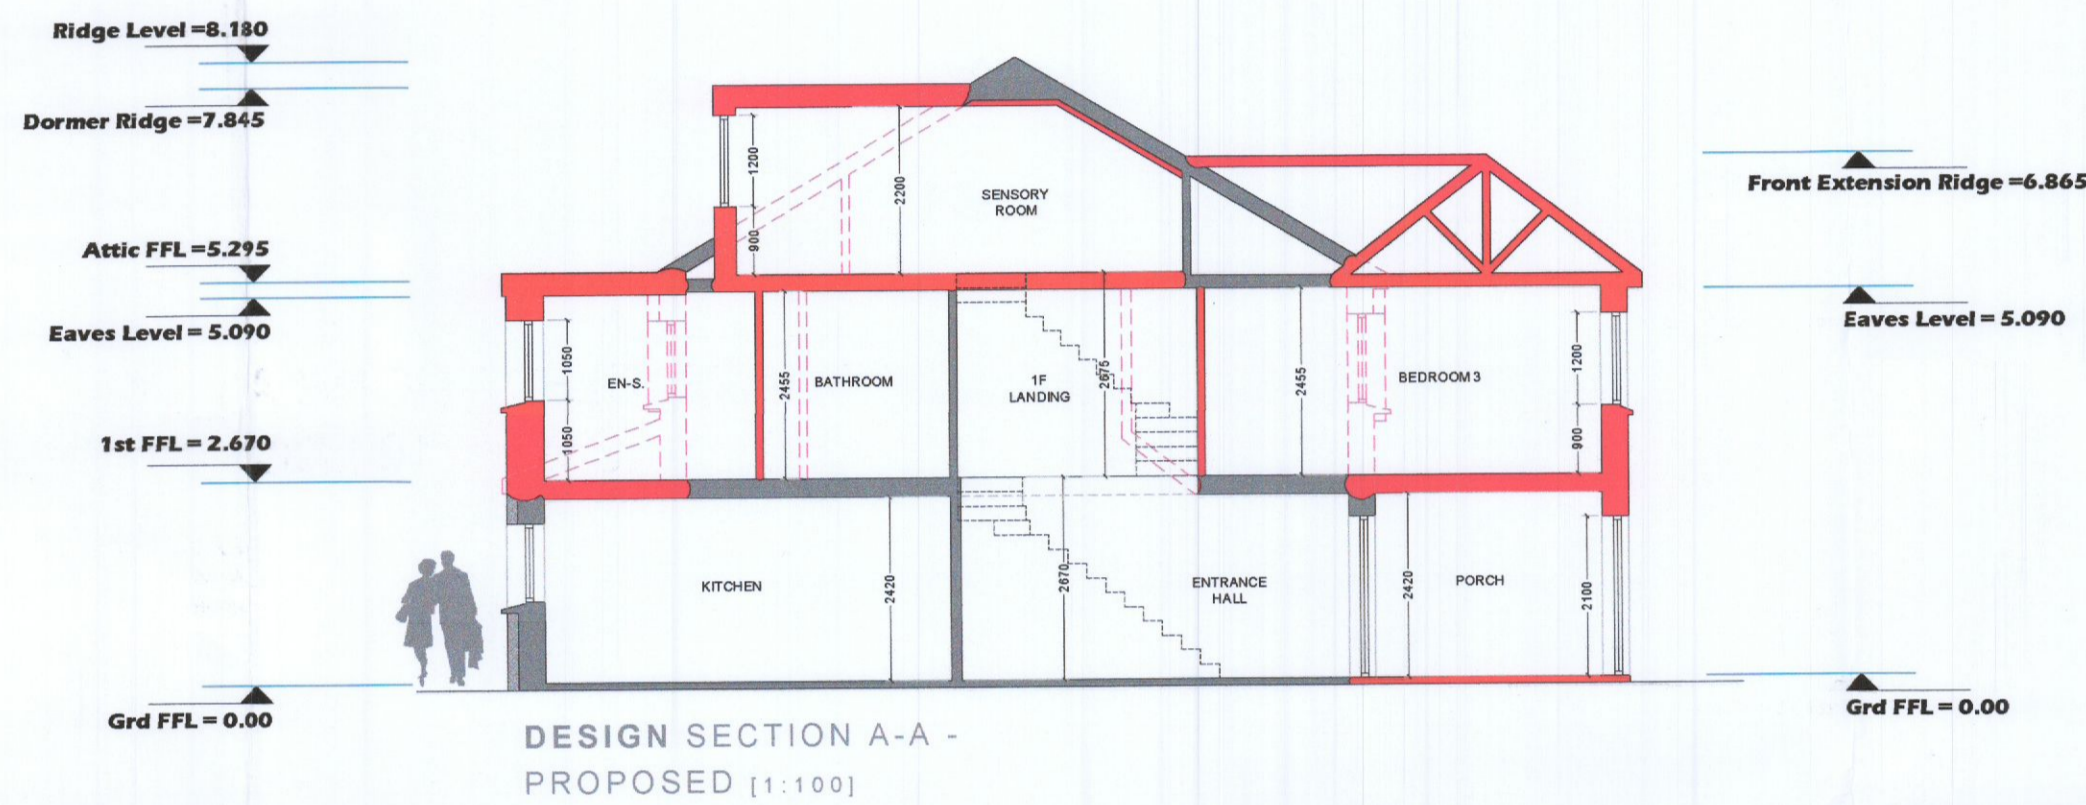 Ridge Level =8.180
Dormer Ridge =7.845
Attic FFL =5.295
Eaves Level = 5.090
1st FFL = 2.670
Grd FFL = 0.00
1200
900
2200
SENSORY
ROOM
Front Extension Ridge =6.865
Eaves Level = 5.090
Grd FFL = 0.00
1050
1050
EN-S.
2455
BATHROOM
1F
LANDING
2675
2455
BEDROOM 3
1200
900
KITCHEN
2420
2670
ENTRANCE
HALL
2420
PORCH
2100
DESIGN SECTION A-A -
PROPOSED [1:100]